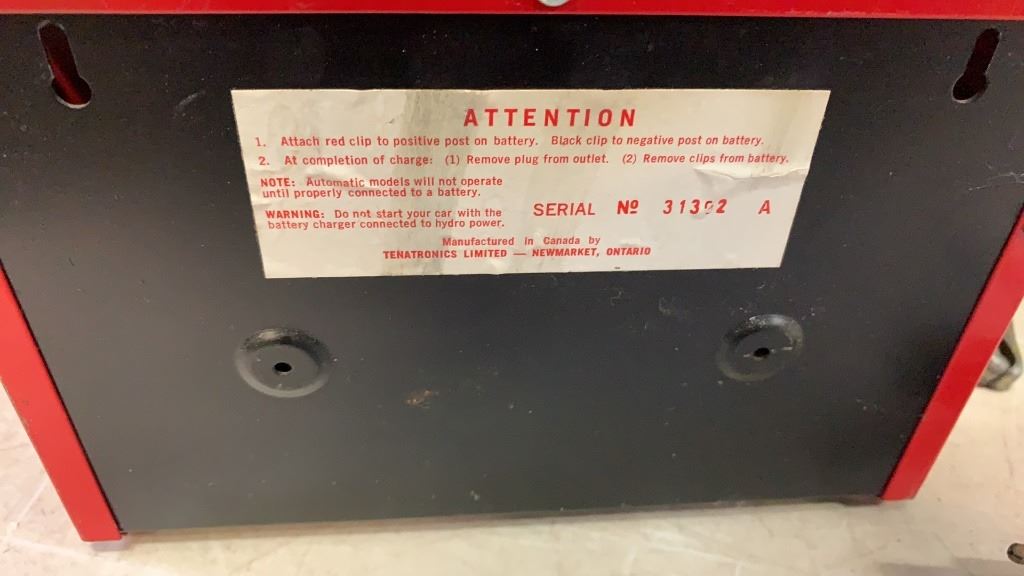 ATTENTION
1. Attach red clip to positive post on battery. Black clip to negative post on battery.
2. At completion of charge: (1) Remove plug from outlet. (2) Remove clips from battery.
NOTE: Automatic models will not operate
until properly connected to a battery.
WARNING: Do not start your car with the
battery charger connected to hydro power.
SERIAL Nº A
Manufactured in Canada by
TENATRONICS LIMITED — NEWMARKET, ONTARIO